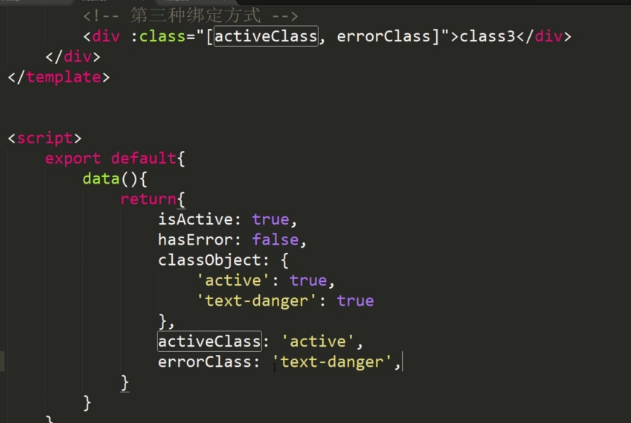 <!-- 第三种绑定方式 -->
<div :class="[activeClass, errorClass]">class3</div>
</div>
</template>
<script>
export default{
data(){
return{
isActive: true,
hasError: false,
classObject: {
'active': true,
'text-danger': true
},
activeClass: 'active',
errorClass: 'text-danger',
}
}
}